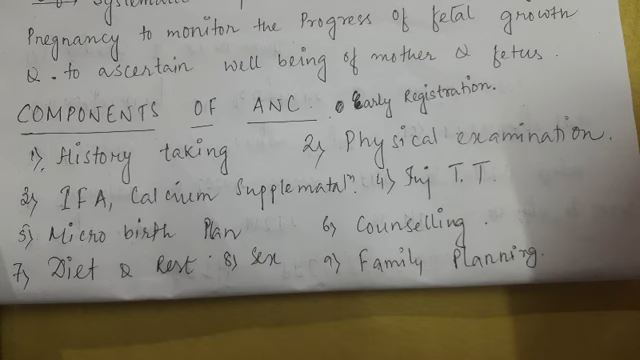 Systematic
Pregnancy to monitor the Progress of fetal growth
& . to ascertain well being of mother & fetus .
COMPONENTS OF ANC . Early Registration.
1), History taking 2) Physical examination.
3) IFA, Calcium Supplematatn. 4) Inj T.T.
5) Micro birth Plan 6) Counselling .
7) Diet & Rest . 8) Sex 9) Family Planning.